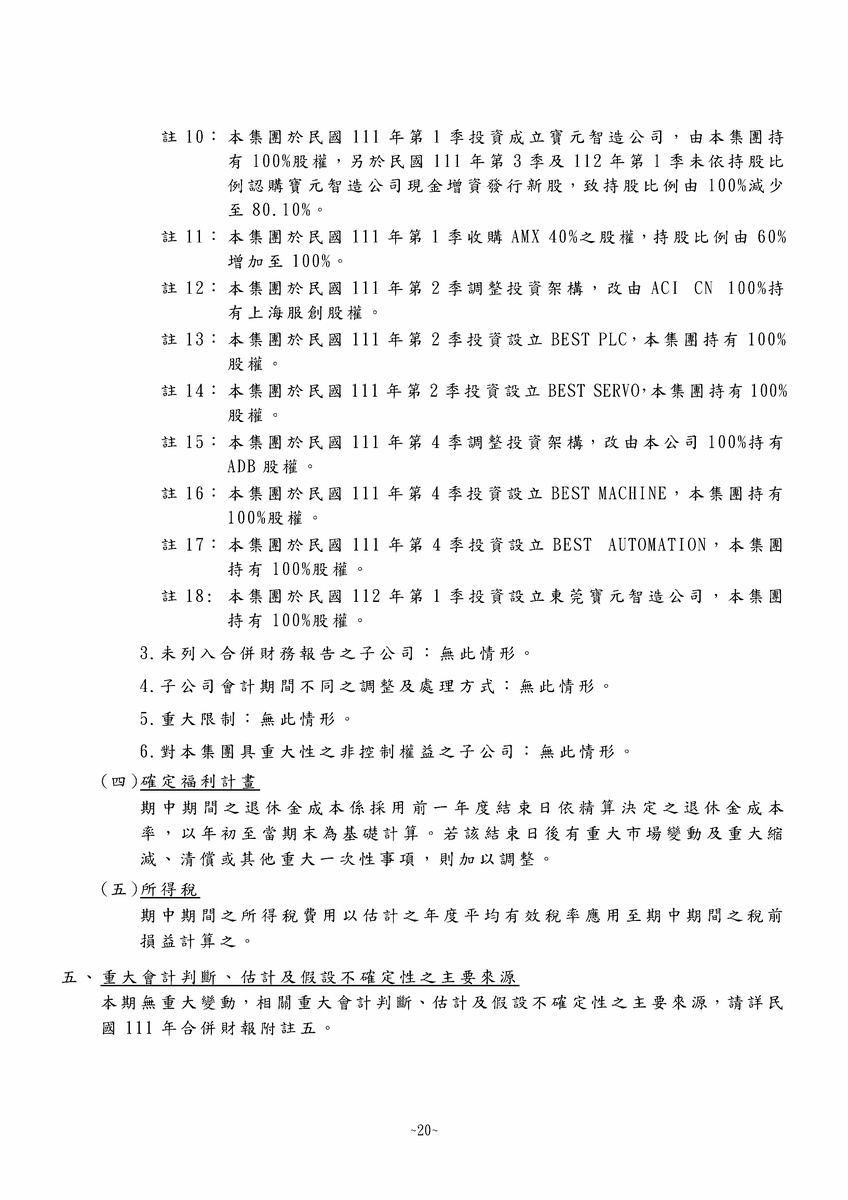 註 10：本集團於民國 111 年第 1 季投資成立寶元智造公司，由本集團持
有 100%股權，另於民國 111 年第 3 季及 112 年第 1 季未依持股比
例認購寶元智造公司現金增資發行新股，致持股比例由 100%減少
至 80.10%。
註 11：本集團於民國 111 年第 1 季收購 AMX 40%之股權，持股比例由 60%
增加至 100%。
註 12：本集團於民國 111 年第 2 季調整投資架構，改由 ACI CN 100%持
有上海服創股權。
註 13：本集團於民國 111 年第 2 季投資設立 BEST PLC，本集團持有 100%
股權。
註 14：本集團於民國 111 年第 2 季投資設立 BEST SERVO，本集團持有 100%
股權。
註 15：本集團於民國 111 年第 4 季調整投資架構，改由本公司 100%持有
ADB 股權。
註 16：本集團於民國 111 年第 4 季投資設立 BEST MACHINE，本集團持有
100%股權。
註 17：本集團於民國 111 年第 4 季投資設立 BEST AUTOMATION，本集團
持有 100%股權。
註 18: 本集團於民國 112 年第 1 季投資設立東莞寶元智造公司，本集團
持有 100%股權。
3.未列入合併財務報告之子公司：無此情形。
4.子公司會計期間不同之調整及處理方式：無此情形。
5.重大限制：無此情形。
6.對本集團具重大性之非控制權益之子公司：無此情形。
(四)確定福利計畫
期中期間之退休金成本係採用前一年度結束日依精算決定之退休金成本
率，以年初至當期末為基礎計算。若該結束日後有重大市場變動及重大縮
減、清償或其他重大一次性事項，則加以調整。
(五)所得稅
期中期間之所得稅費用以估計之年度平均有效稅率應用至期中期間之稅前
損益計算之。
五、重大會計判斷、估計及假設不確定性之主要來源
本期無重大變動，相關重大會計判斷、估計及假設不確定性之主要來源，請詳民
國 111 年合併財報附註五。
~20~